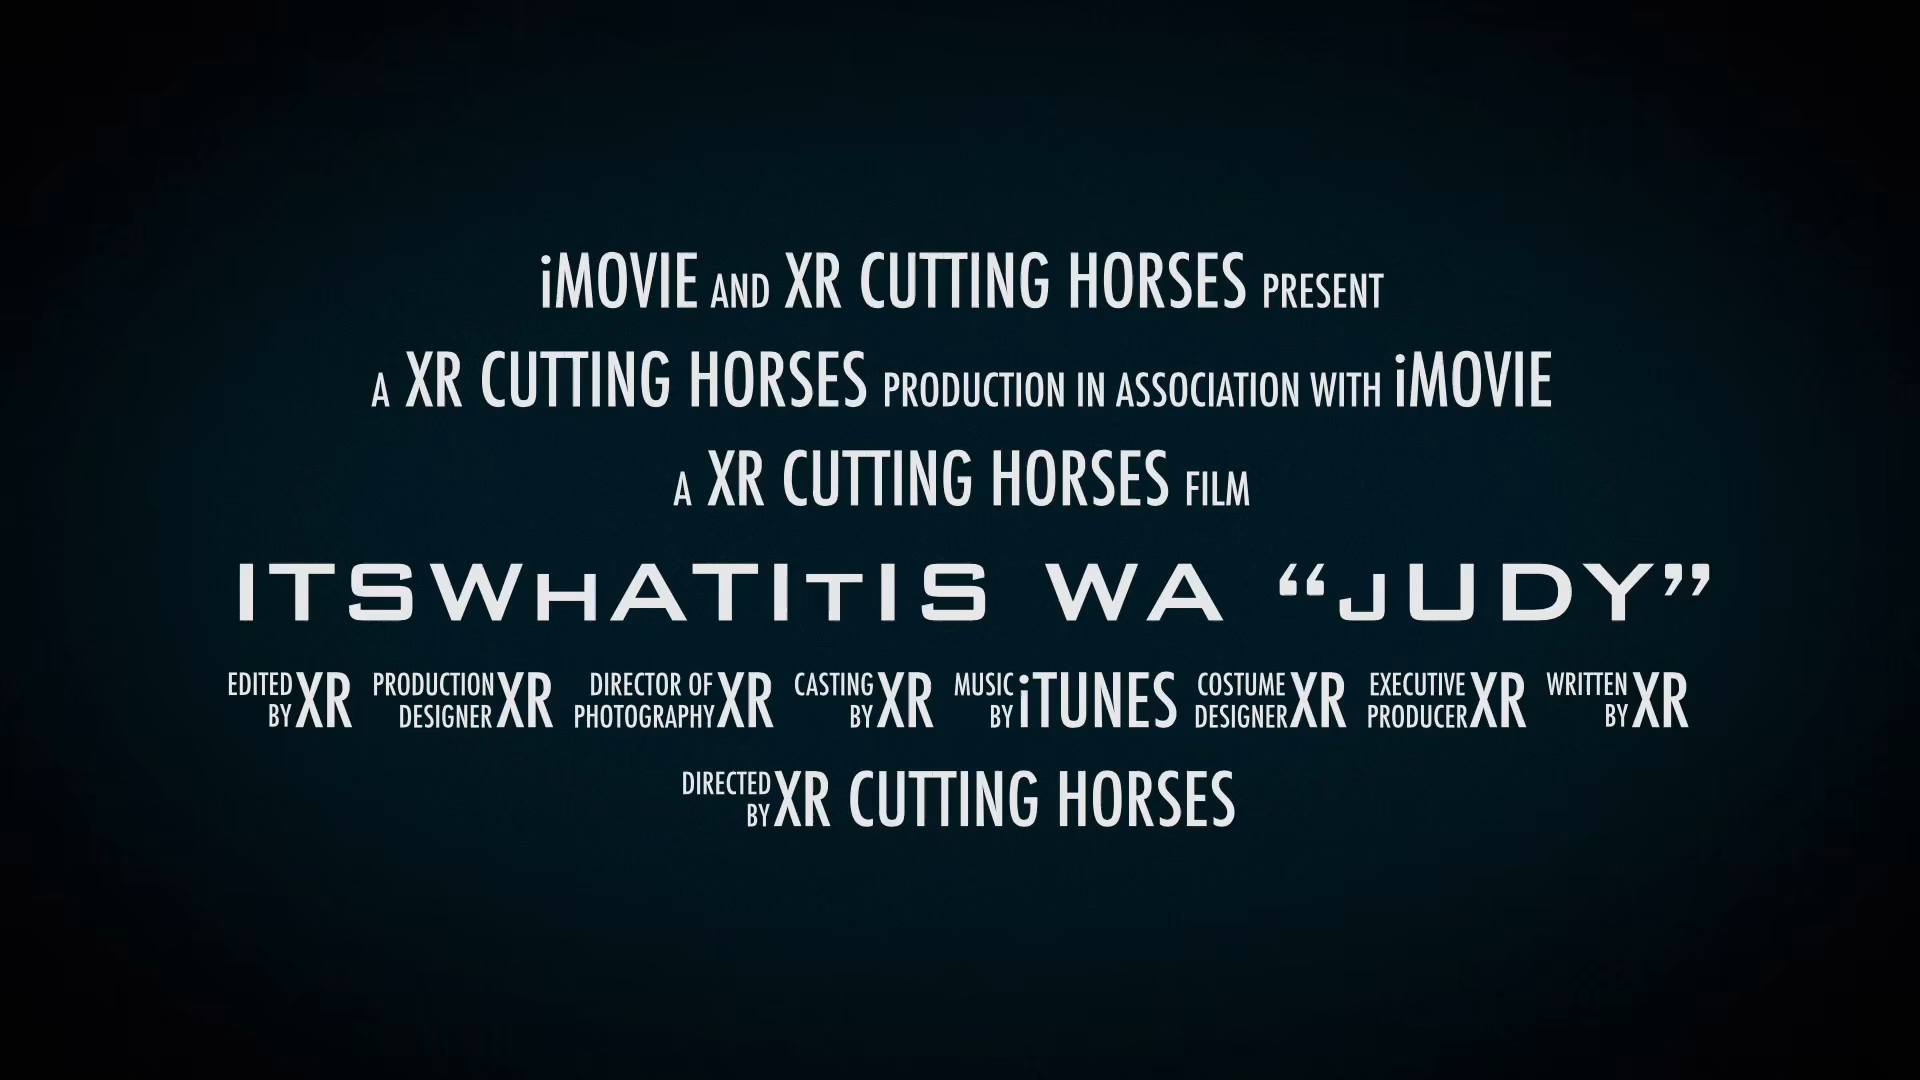 iMOVIE AND XR CUTTING HORSES PRESENT
A XR CUTTING HORSES PRODUCTION IN ASSOCIATION WITH iMOVIE
A XR CUTTING HORSES FILM
ITSWhATITIS WA “JUDY”
EDITED BY XR PRODUCTION DESIGNER XR DIRECTOR OF PHOTOGRAPHY XR CASTING BY XR MUSIC BY iTUNES COSTUME DESIGNER XR EXECUTIVE PRODUCER XR WRITTEN BY XR
DIRECTED BY XR CUTTING HORSES